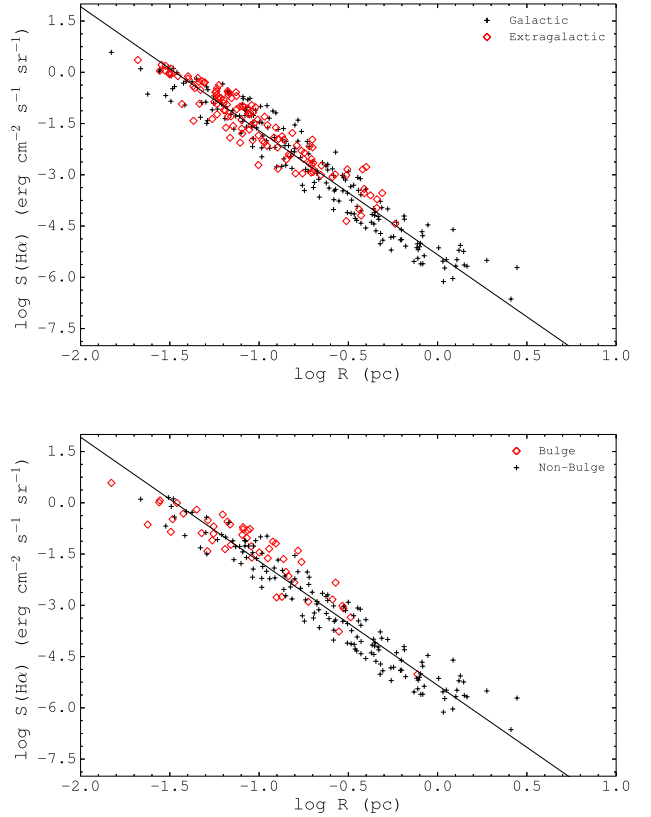 Galactic
Extragalactic
1.5
0.0
−1.5
−3.0
−4.5
−6.0
−7.5
log S(Hα) (erg cm−2 s−1 sr−1)
−2.0 −1.5 −1.0 −0.5 0.0 0.5 1.0
log R (pc)
Bulge
Non-Bulge
1.5
0.0
−1.5
−3.0
−4.5
−6.0
−7.5
log S(Hα) (erg cm−2 s−1 sr−1)
−2.0 −1.5 −1.0 −0.5 0.0 0.5 1.0
log R (pc)